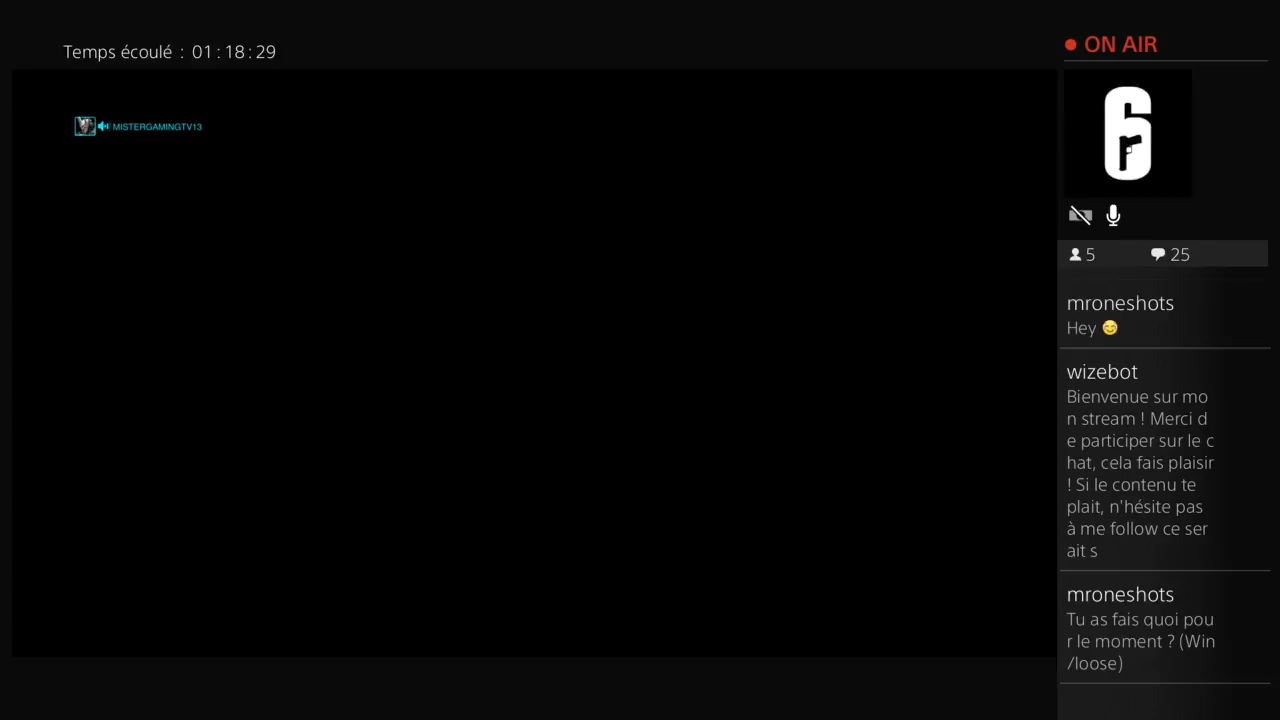 Temps écoulé : 01:18:29
ON AIR
MISTERGAMINGTV13
6
5
25
mroneshots
Hey 😊
wizebot
Bienvenue sur mo
n stream ! Merci d
e participer sur le c
hat, cela fais plaisir
! Si le contenu te
plait, n'hésite pas
à me follow ce ser
ait s
mroneshots
Tu as fais quoi pou
r le moment ? (Win
/loose)